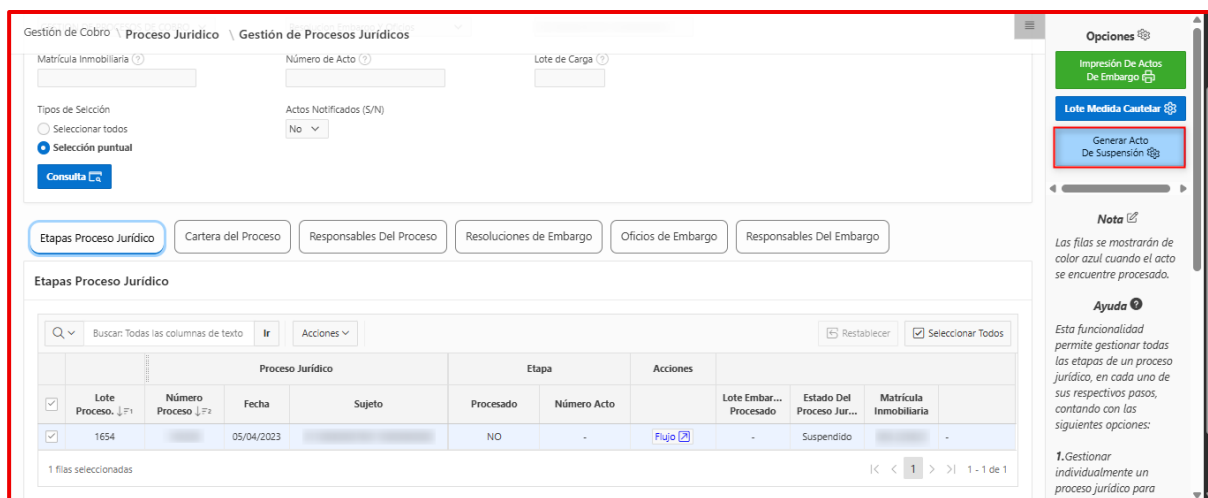 Gestión de Cobro \ Proceso Juridico \ Gestión de Procesos Jurídicos
Matrícula Inmobiliaria
Número de Acto
Lote de Carga
Tipos de Selcción
Actos Notificados (S/N)
Seleccionar todos
No
Selección puntual
Consulta
Etapas Proceso Jurídico
Cartera del Proceso
Responsables Del Proceso
Resoluciones de Embargo
Oficios de Embargo
Responsables Del Embargo
Etapas Proceso Jurídico
Buscar: Todas las columnas de texto
Ir
Acciones
Restablecer
Seleccionar Todos
Proceso Jurídico
Etapa
Acciones
Lote
Proceso.
Número
Proceso
Fecha
Sujeto
Procesado
Número Acto
Lote Embar...
Procesado
Estado Del
Proceso Jur...
Matrícula
Inmobiliaria
1654
05/04/2023
NO
-
Flujo
-
Suspendido
-
1 filas seleccionadas
1
1 - 1 de 1
Opciones
Impresión De Actos
De Embargo
Lote Medida Cautelar
Generar Acto
De Suspensión
Nota
Las filas se mostrarán de
color azul cuando el acto
se encuentre procesado.
Ayuda
Esta funcionalidad
permite gestionar todas
las etapas de un proceso
jurídico, en cada uno de
sus respectivos pasos,
contando con las
siguientes opciones:
1.Gestionar
individualmente un
proceso jurídico para